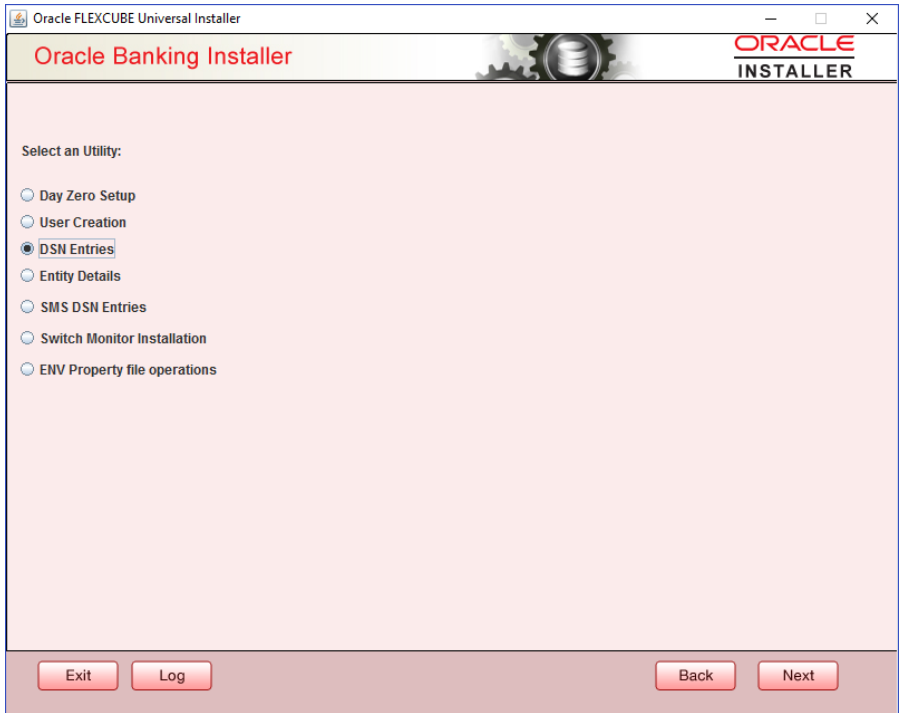 Oracle FLEXCUBE Universal Installer
Oracle Banking Installer
ORACLE
INSTALLER
Select an Utility:
Day Zero Setup
User Creation
DSN Entries
Entity Details
SMS DSN Entries
Switch Monitor Installation
ENV Property file operations
Exit Log Back Next